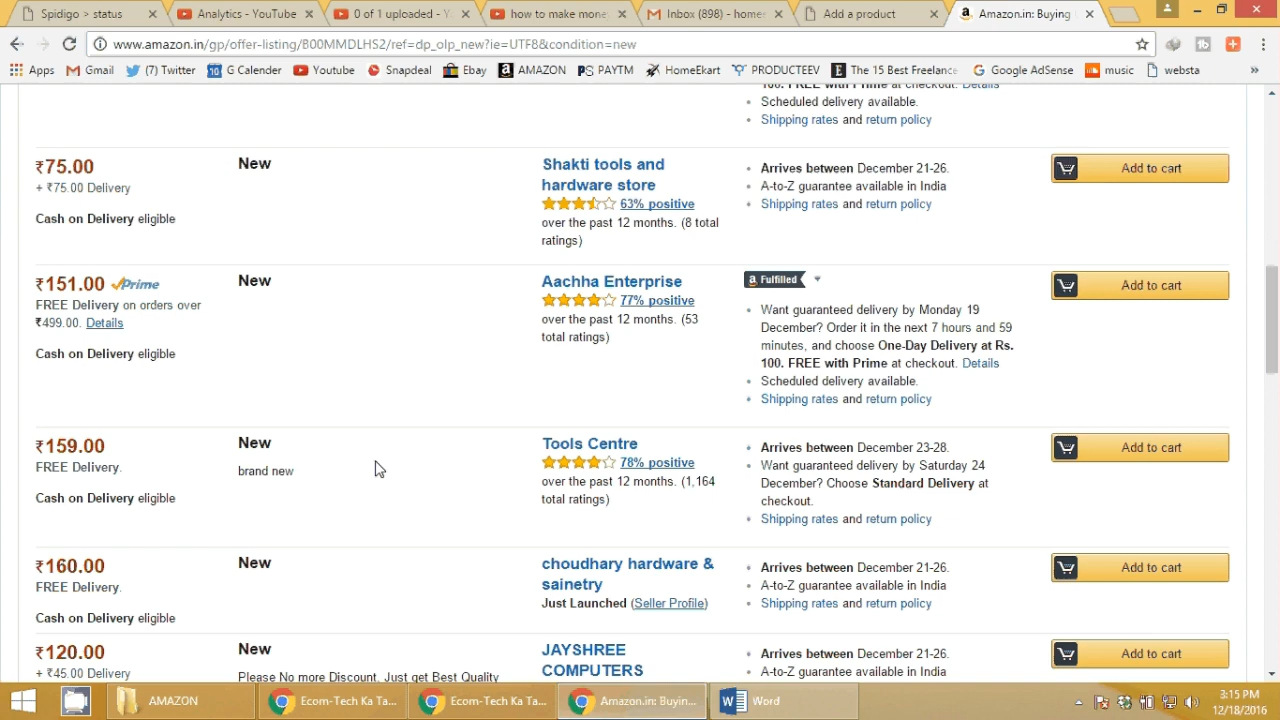 Spidigo > status
Analytics - YouTube
0 of 1 uploaded - Y
how to make mone
Inbox (898) - home
Add a product
Amazon.in: Buying
www.amazon.in/gp/offer-listing/B00MMDLHS2/ref=dp_olp_new?ie=UTF8&condition=new
Apps
Gmail
(7) Twitter
G Calender
Youtube
Snapdeal
Ebay
AMAZON
PAYTM
HomeEkart
PRODUCTEEV
The 15 Best Freelance
Google AdSense
music
websta
»
100. FREE with Prime at checkout. Details
Scheduled delivery available.
Shipping rates and return policy
₹75.00
+ ₹75.00 Delivery
Cash on Delivery eligible
New
Shakti tools and
hardware store
63% positive
over the past 12 months. (8 total
ratings)
Arrives between December 21-26.
A-to-Z guarantee available in India
Shipping rates and return policy
Add to cart
₹151.00 Prime
FREE Delivery on orders over
₹499.00. Details
Cash on Delivery eligible
New
Aachha Enterprise
77% positive
over the past 12 months. (53
total ratings)
a Fulfilled
Want guaranteed delivery by Monday 19
December? Order it in the next 7 hours and 59
minutes, and choose One-Day Delivery at Rs.
100. FREE with Prime at checkout. Details
Scheduled delivery available.
Shipping rates and return policy
Add to cart
₹159.00
FREE Delivery.
Cash on Delivery eligible
New
brand new
Tools Centre
78% positive
over the past 12 months. (1,164
total ratings)
Arrives between December 23-28.
Want guaranteed delivery by Saturday 24
December? Choose Standard Delivery at
checkout.
Shipping rates and return policy
Add to cart
₹160.00
FREE Delivery.
Cash on Delivery eligible
New
choudhary hardware &
sainetry
Just Launched (Seller Profile)
Arrives between December 21-26.
A-to-Z guarantee available in India
Shipping rates and return policy
Add to cart
₹120.00
+ ₹45.00 Delivery
New
Please No more Discount, Just get Best Quality
JAYSHREE
COMPUTERS
Arrives between December 21-26.
A-to-Z guarantee available in India
Add to cart
AMAZON
Ecom-Tech Ka Ta...
Ecom-Tech Ka Ta...
Amazon.in: Buyin...
Word
3:15 PM
12/18/2016